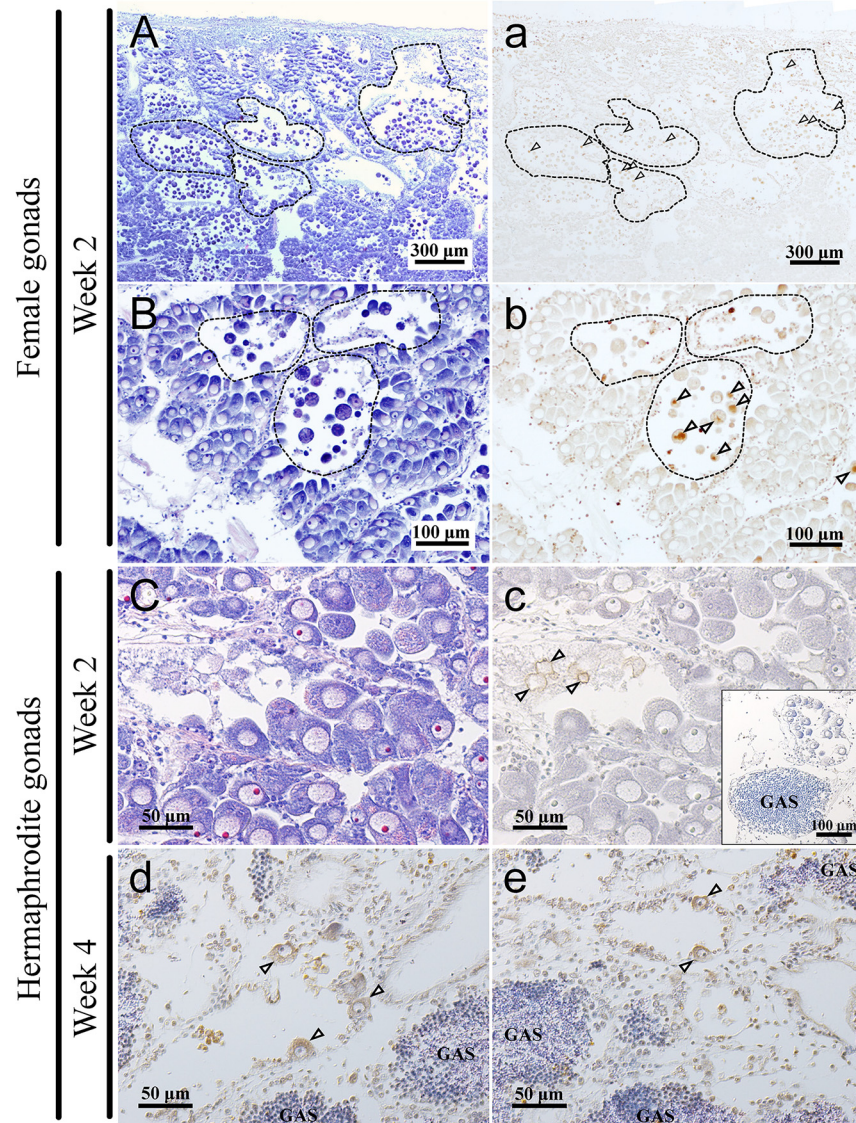 Female gonads
Week 2
A
300 µm
a
300 µm
B
100 µm
b
100 µm
Hermaphrodite gonads
Week 2
C
50 µm
c
50 µm
GAS
100 µm
Week 4
d
50 µm
GAS
GAS
e
50 µm
GAS
GAS
GAS